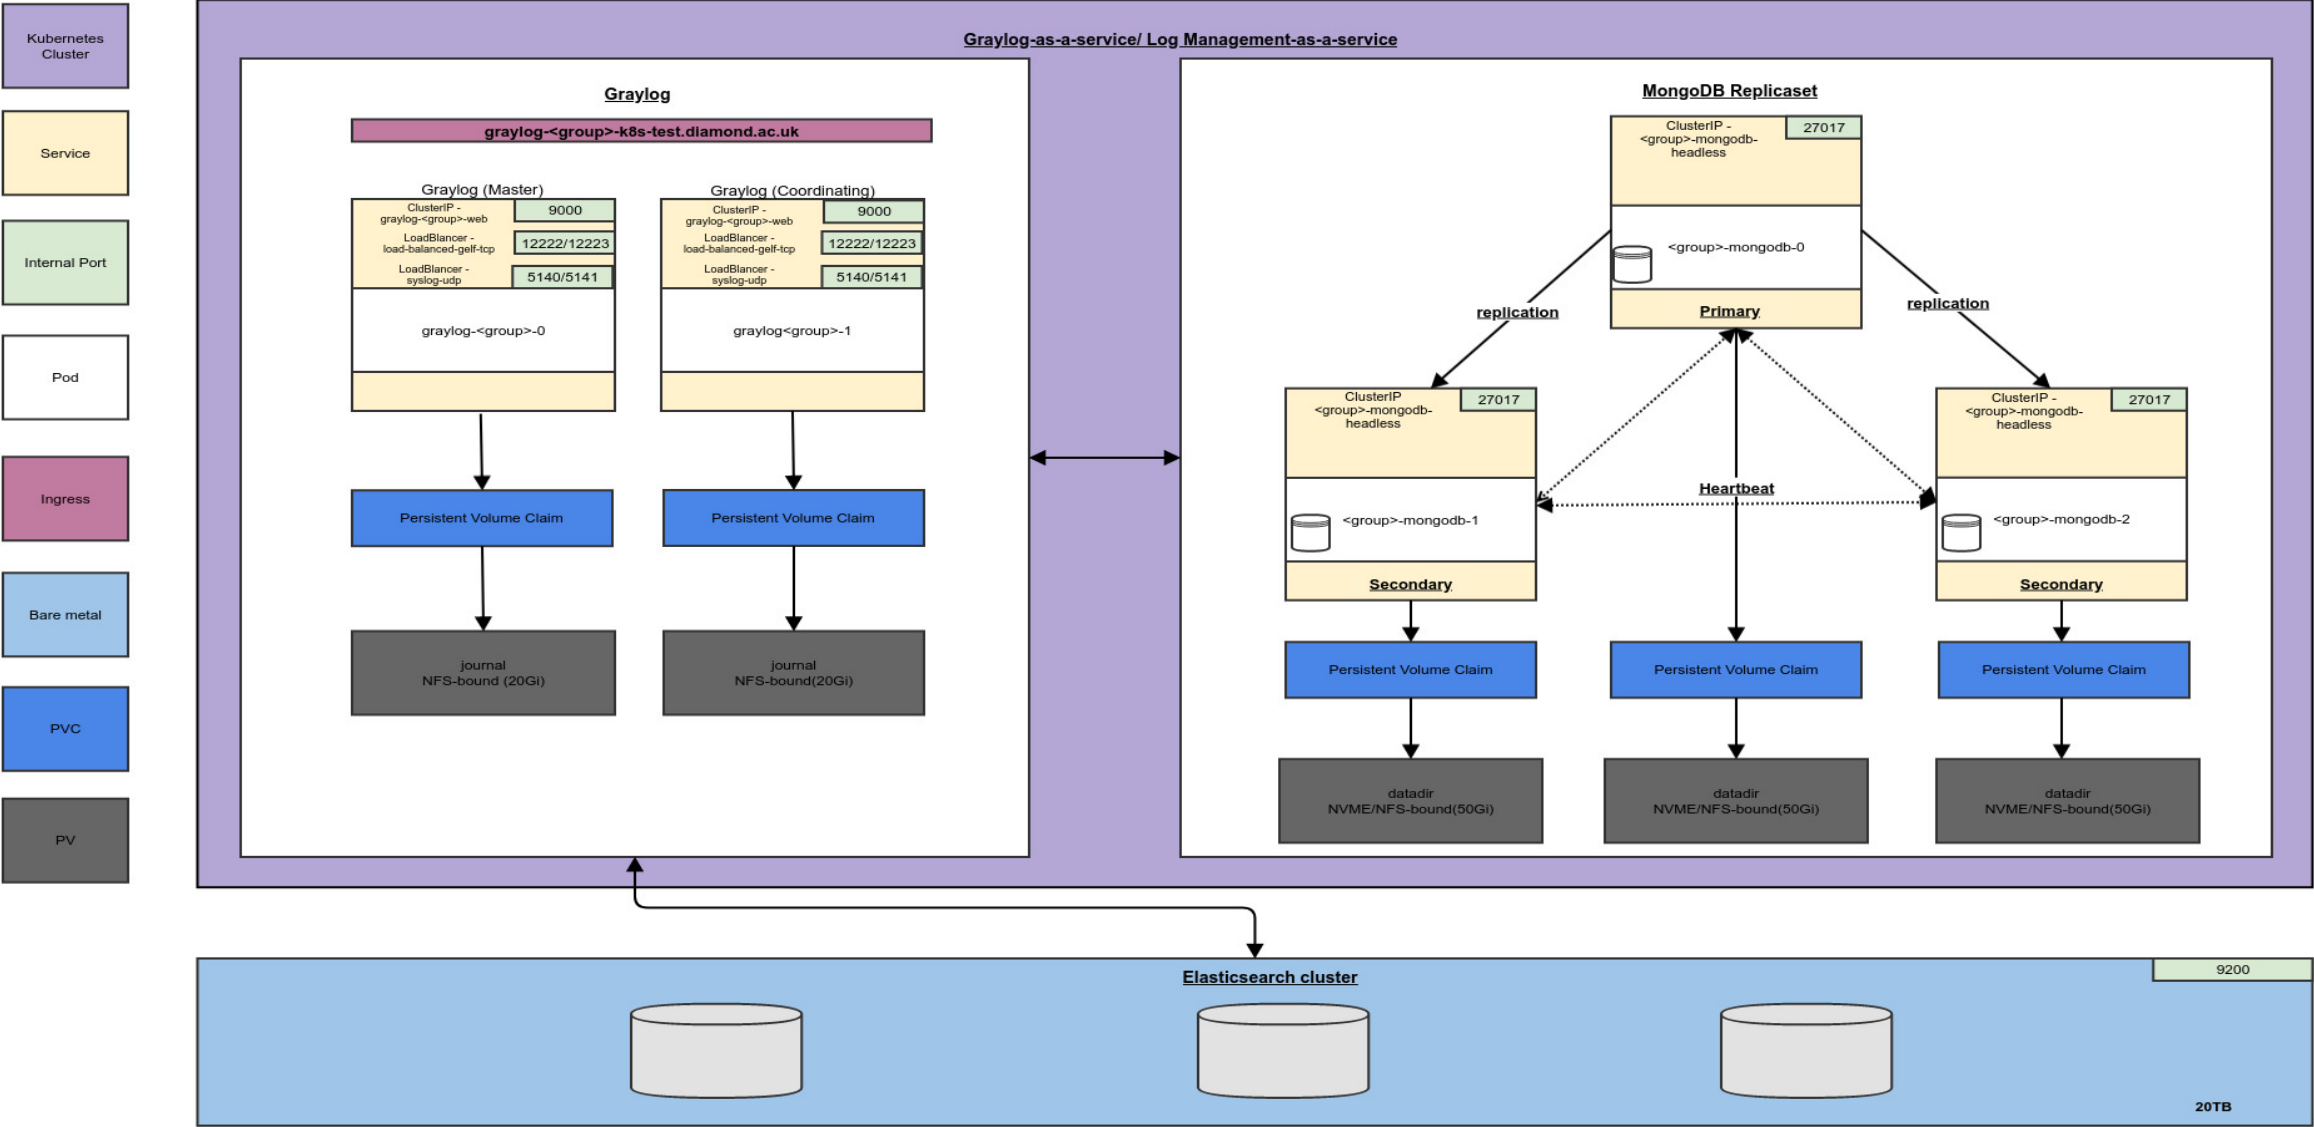 Kubernetes
Cluster
Service
Internal Port
Pod
Ingress
Bare metal
PVC
PV
Graylog-as-a-service/ Log Management-as-a-service
Graylog
graylog-<group>-k8s-test.diamond.ac.uk
Graylog (Master)
ClusterIP -
graylog-<group>-web
9000
LoadBlancer -
load-balanced-gelf-tcp
12222/12223
LoadBlancer -
syslog-udp
5140/5141
graylog-<group>-0
Persistent Volume Claim
journal
NFS-bound (20Gi)
Graylog (Coordinating)
ClusterIP -
graylog-<group>-web
9000
LoadBlancer -
load-balanced-gelf-tcp
12222/12223
LoadBlancer -
syslog-udp
5140/5141
graylog<group>-1
Persistent Volume Claim
journal
NFS-bound(20Gi)
MongoDB Replicaset
ClusterIP -
<group>-mongodb-
headless
27017
<group>-mongodb-0
Primary
replication
replication
Heartbeat
ClusterIP
<group>-mongodb-
headless
27017
<group>-mongodb-1
Secondary
ClusterIP -
<group>-mongodb-
headless
27017
<group>-mongodb-2
Secondary
Persistent Volume Claim
Persistent Volume Claim
Persistent Volume Claim
datadir
NVME/NFS-bound(50Gi)
datadir
NVME/NFS-bound(50Gi)
datadir
NVME/NFS-bound(50Gi)
Elasticsearch cluster
9200
20TB